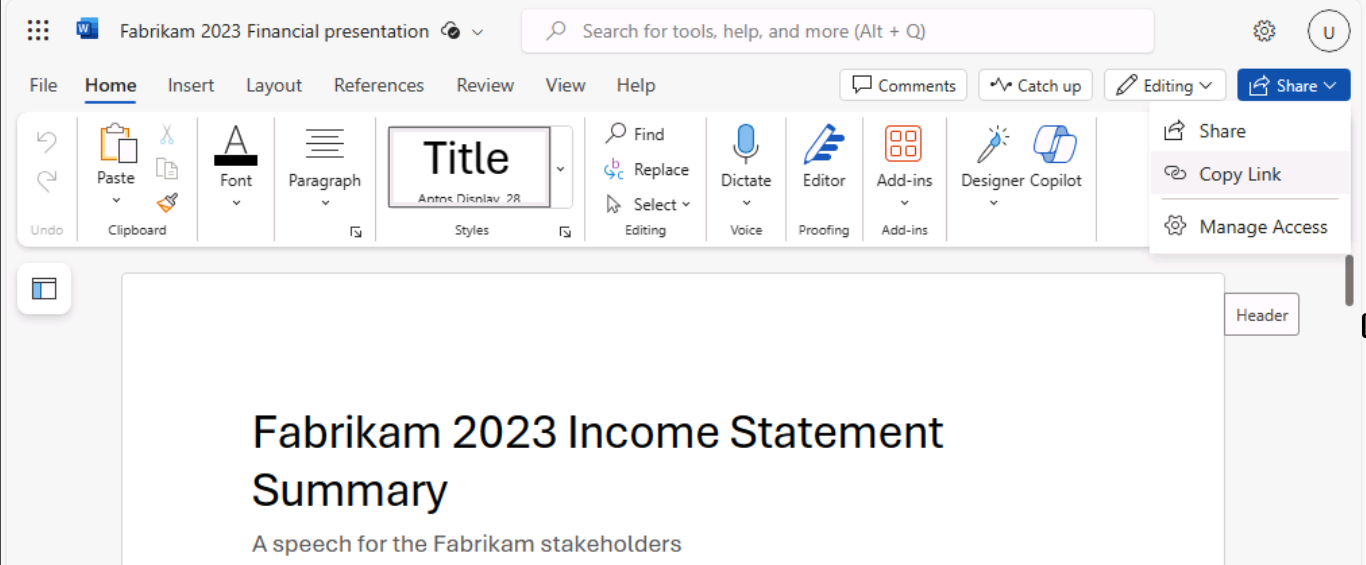 W Fabrikam 2023 Financial presentation
Search for tools, help, and more (Alt + Q)
U
File Home Insert Layout References Review View Help
Comments Catch up Editing Share
Share
Copy Link
Manage Access
Paste
Clipboard
Undo
A
Font
Paragraph
Title
Aptos Display, 28
Styles
Find
Replace
Select
Editing
Dictate
Voice
Editor
Proofing
Add-ins
Add-ins
Designer Copilot
Header
Fabrikam 2023 Income Statement
Summary
A speech for the Fabrikam stakeholders